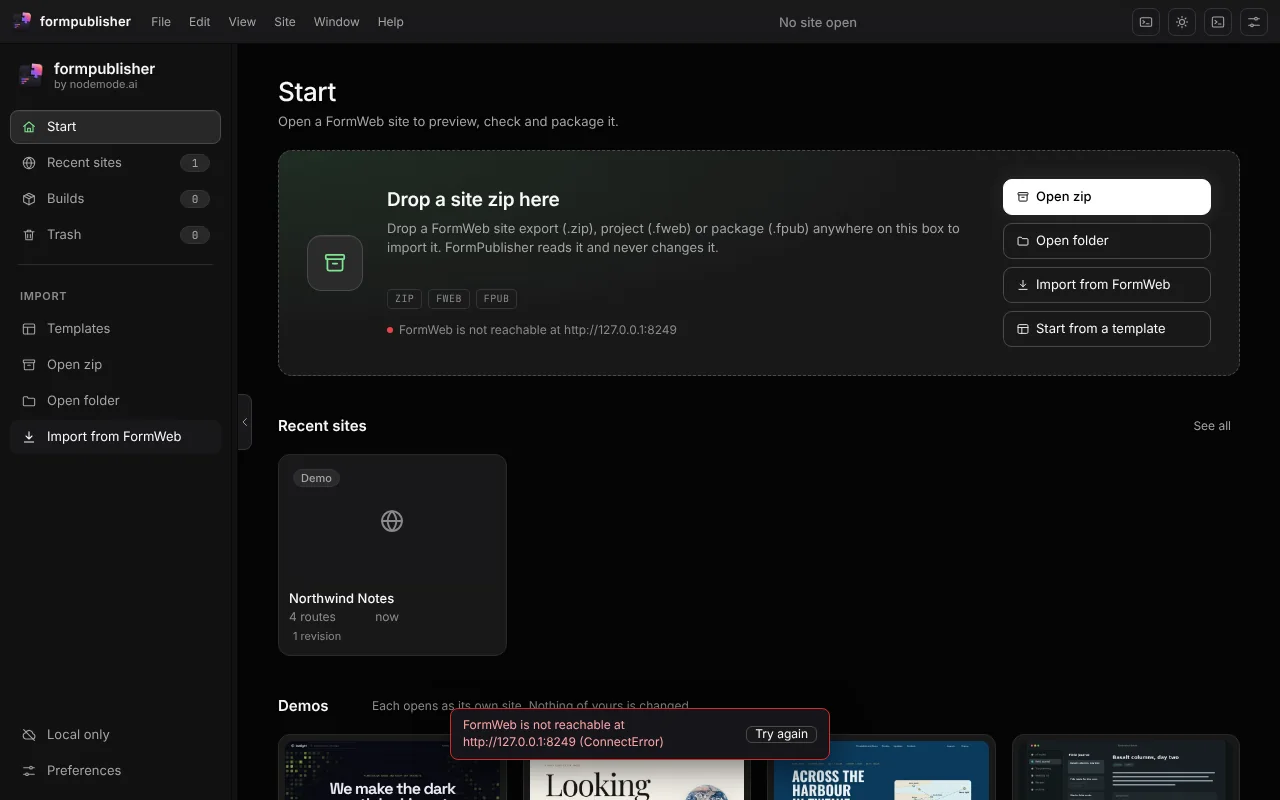 formpublisher File Edit View Site Window Help No site open
formpublisher
by nodemode.ai
Start
Recent sites 1
Builds 0
Trash 0
IMPORT
Templates
Open zip
Open folder
Import from FormWeb
Local only
Preferences
Start
Open a FormWeb site to preview, check and package it.
Drop a site zip here
Drop a FormWeb site export (.zip), project (.fweb) or package (.fpub) anywhere on this box to
import it. FormPublisher reads it and never changes it.
ZIP FWEB FPUB
FormWeb is not reachable at http://127.0.0.1:8249
Open zip
Open folder
Import from FormWeb
Start from a template
Recent sites See all
Demo
Northwind Notes
4 routes now
1 revision
Demos Each opens as its own site. Nothing of yours is changed.
FormWeb is not reachable at
http://127.0.0.1:8249 (ConnectError)
Try again
We make the dark
Looking
ACROSS THE
HARBOUR
Basalt columns, day two